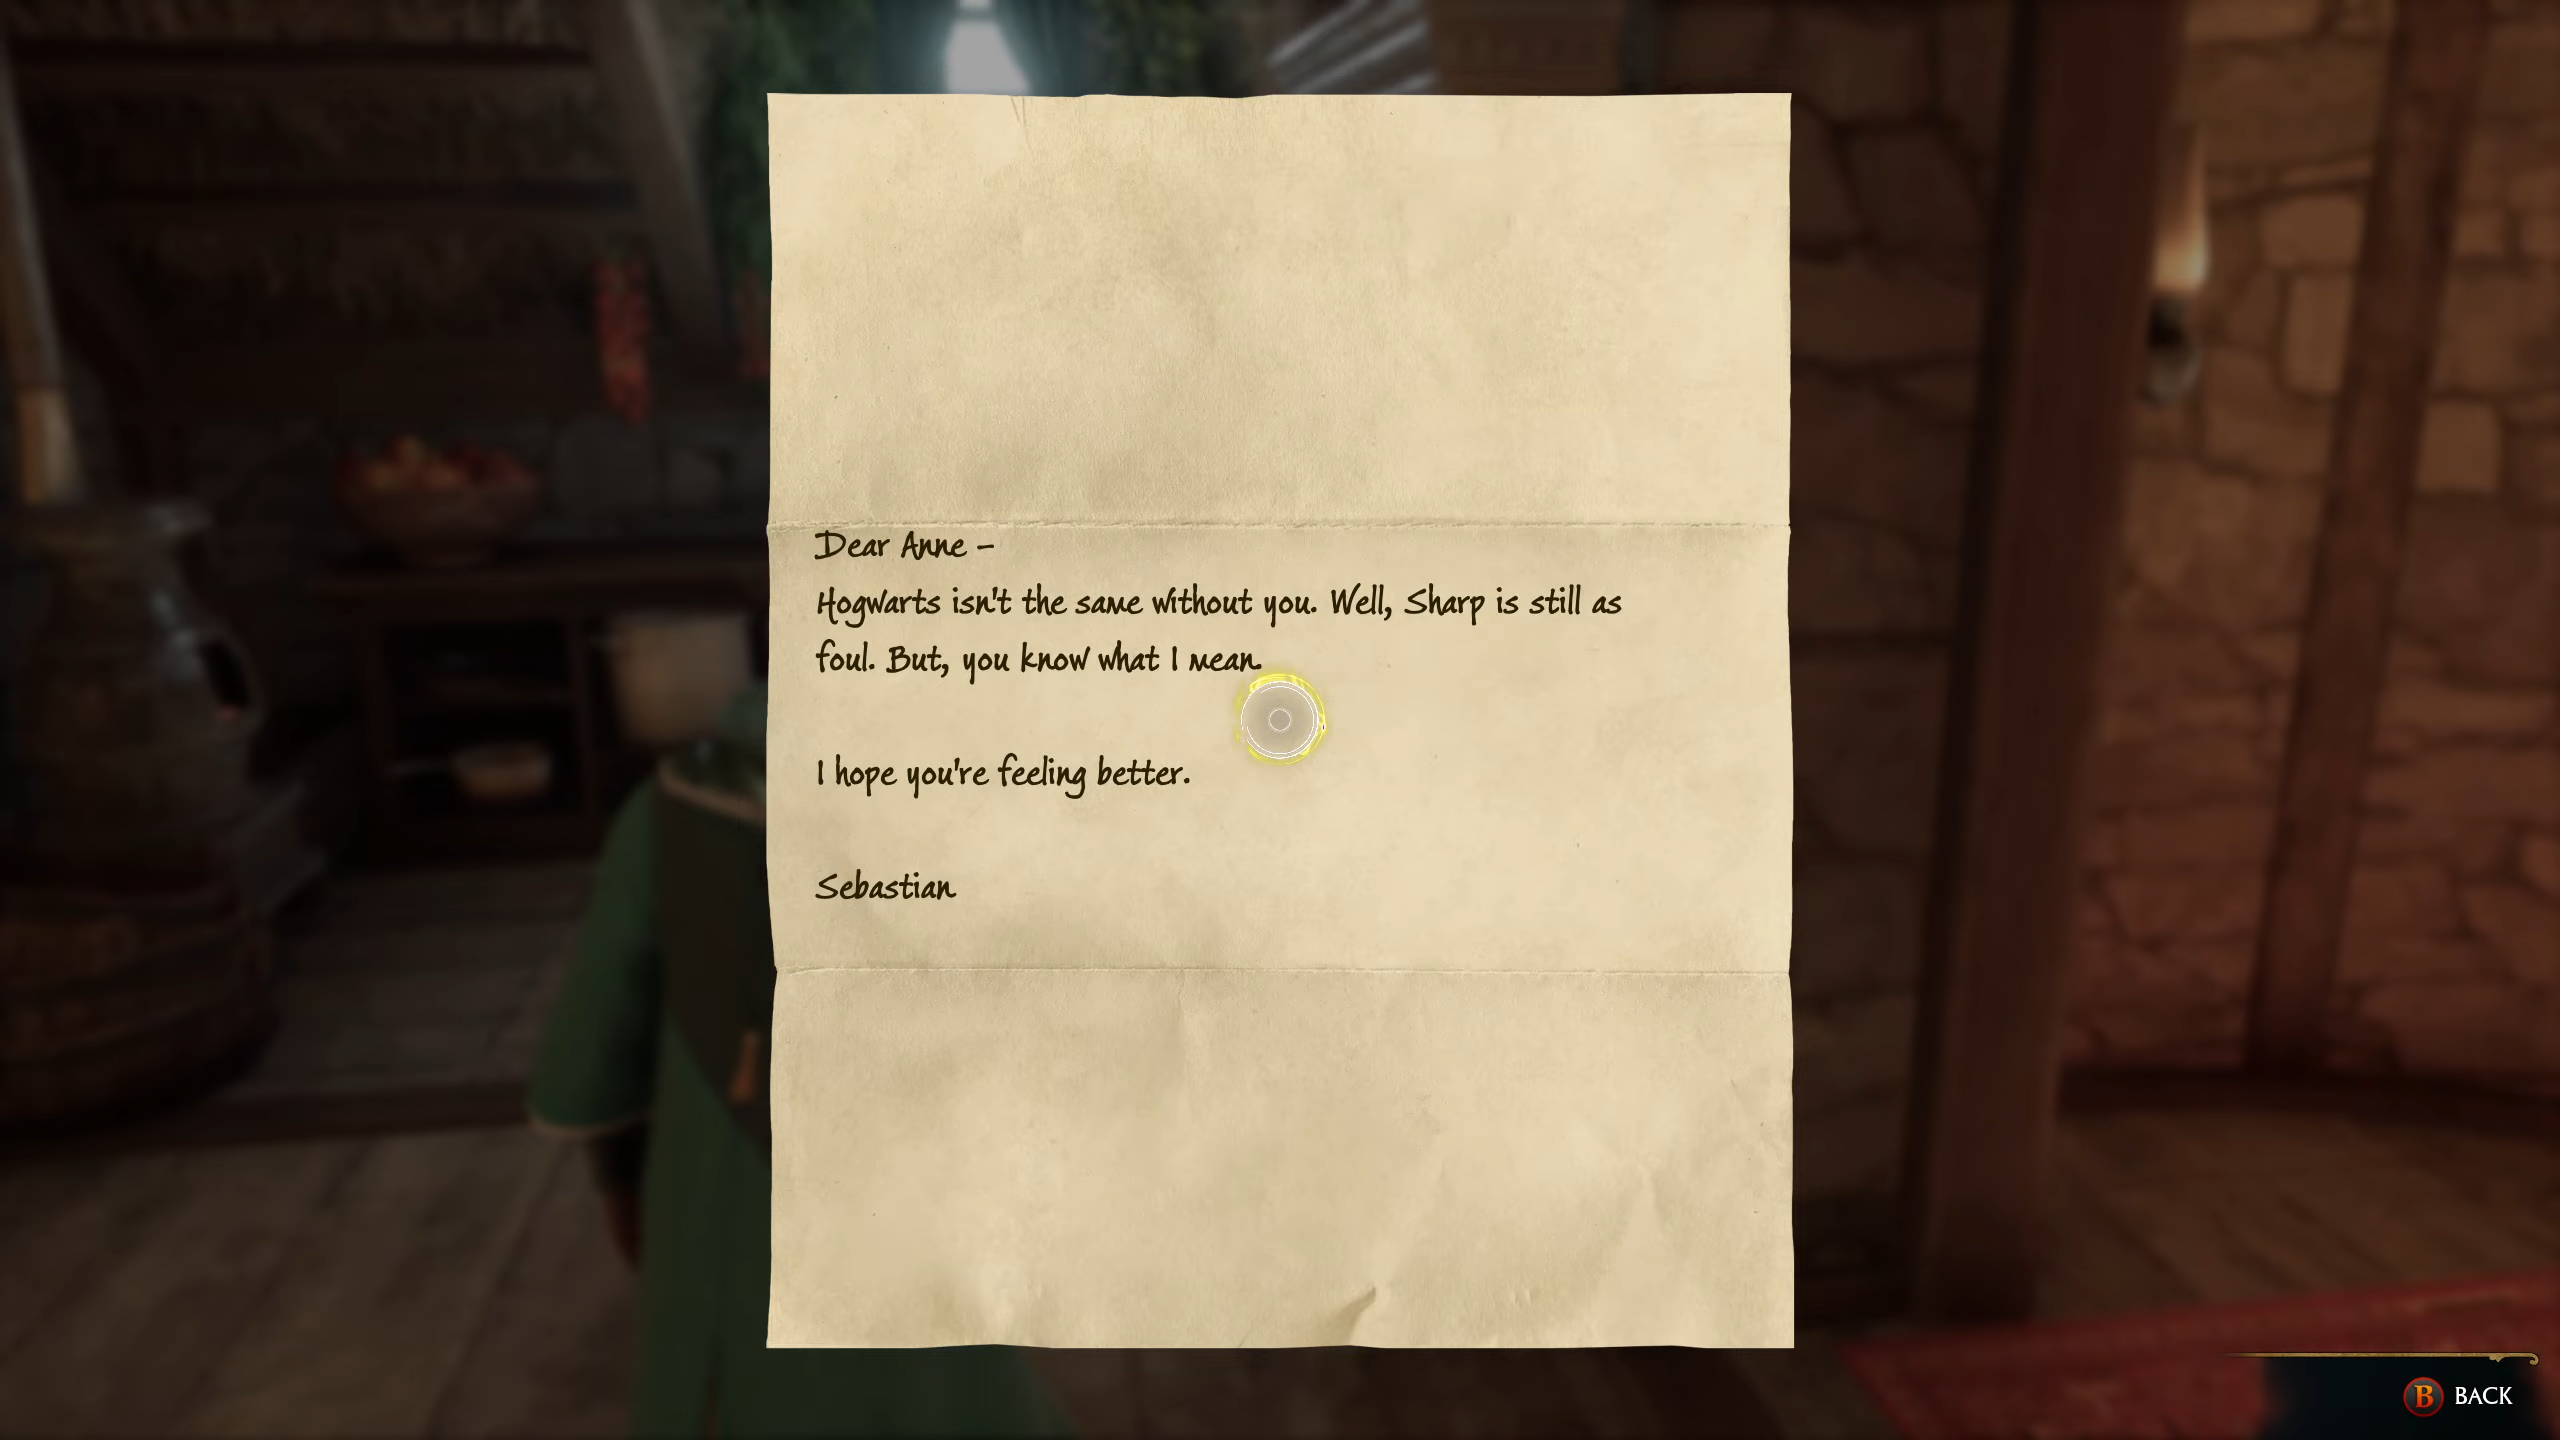 Dear Anne –
Hogwarts isn't the same without you. Well, Sharp is still as
foul. But, you know what I mean.
I hope you're feeling better.
Sebastian
B BACK